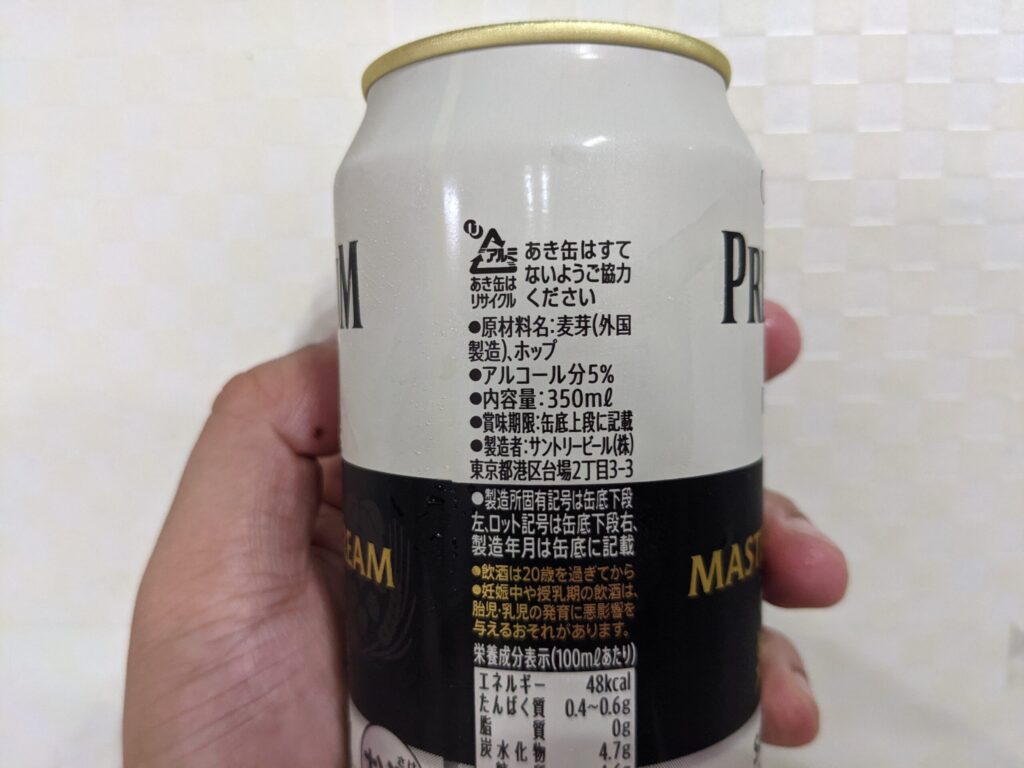 あき缶はすて
ないようご協力
ください
アルミ
あき缶は
リサイクル
●原材料名:麦芽(外国
製造)、ホップ
●アルコール分5%
●内容量:350mℓ
●賞味期限:缶底上段に記載
●製造者:サントリービール(株)
東京都港区台場2丁目3-3
●製造所固有記号は缶底下段
左、ロット記号は缶底下段右、
製造年月は缶底に記載
●飲酒は20歳を過ぎてから
●妊娠中や授乳期の飲酒は、
胎児・乳児の発育に悪影響を
与えるおそれがあります。
栄養成分表示(100mℓあたり)
エネルギー 48kcal
たんぱく質 0.4~0.6g
脂質 0g
炭水化物 4.7g